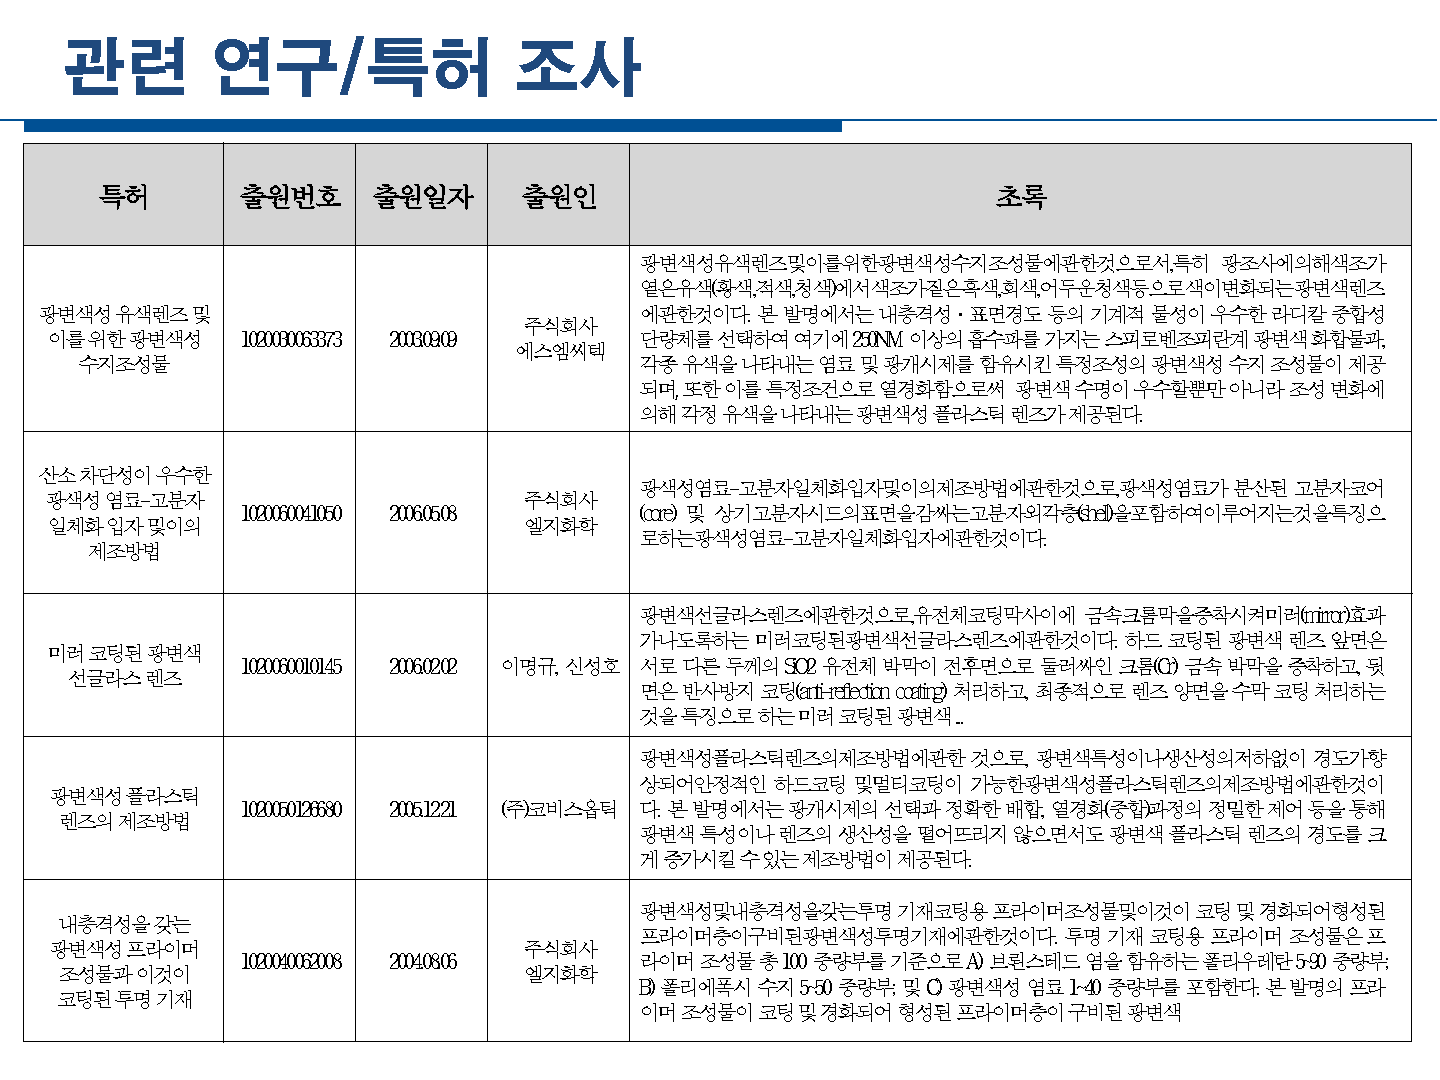 관련 연구/특허 조사
특허
출원번호
출원일자
출원인
초록
광변색성 유색렌즈 및
이를 위한 광변색성
수지조성물
1020030063373
2003.09.09
주식회사
에스엠씨텍
광변색성유색렌즈및이를위한광변색성수지조성물에관한것으로서,특히 광조사에의해색조가
옅은유색(황색,적색,청색)에서색조가짙은흑색,회색,어두운청색등으로색이변화되는광변색렌즈
에관한것이다. 본 발명에서는 내충격성·표면경도 등의 기계적 물성이 우수한 라디칼 중합성
단량체를 선택하여 여기에 250NM 이상의 흡수파를 가지는 스피로벤조피란계 광변색 화합물과,
각종 유색을 나타내는 염료 및 광개시제를 함유시킨 특정조성의 광변색성 수지 조성물이 제공
되며, 또한 이를 특정조건으로 열경화함으로써 광변색 수명이 우수할뿐만 아니라 조성 변화에
의해 각정 유색을 나타내는 광변색성 플라스틱 렌즈가 제공된다.
산소 차단성이 우수한
광색성 염료-고분자
일체화 입자 및이의
제조방법
1020060041050
2006.05.08
주식회사
엘지화학
광색성염료-고분자일체화입자및이의제조방법에관한것으로,광색성염료가 분산된 고분자코어
(core) 및 상기고분자시드의표면을감싸는고분자외각층(shell)을포함하여이루어지는것을특징으
로하는광색성염료-고분자일체화입자에관한것이다.
미러 코팅된 광변색
선글라스 렌즈
1020060010145
2006.02.02
이명규, 신성호
광변색선글라스렌즈에관한것으로,유전체코팅막사이에 금속크롬막을증착시켜미러(mirror)효과
가나도록하는 미러코팅된광변색선글라스렌즈에관한것이다. 하드 코팅된 광변색 렌즈 앞면은
서로 다른 두께의 SiO2 유전체 박막이 전후면으로 둘러싸인 크롬(Cr) 금속 박막을 증착하고, 뒷
면은 반사방지 코팅(anti-reflection coating) 처리하고, 최종적으로 렌즈 양면을 수막 코팅 처리하는
것을 특징으로 하는 미러 코팅된 광변색 ...
광변색성 플라스틱
렌즈의 제조방법
1020050126680
2005.12.21
(주)코비스옵틱
광변색성플라스틱렌즈의제조방법에관한 것으로, 광변색특성이나생산성의저하없이 경도가향
상되어안정적인 하드코팅 및멀티코팅이 가능한광변색성플라스틱렌즈의제조방법에관한것이
다. 본 발명에서는 광개시제의 선택과 정확한 배합, 열경화(중합)과정의 정밀한 제어 등을 통해
광변색 특성이나 렌즈의 생산성을 떨어뜨리지 않으면서도 광변색 플라스틱 렌즈의 경도를 크
게 증가시킬 수 있는 제조방법이 제공된다.
내충격성을 갖는
광변색성 프라이머
조성물과 이것이
코팅된 투명 기재
1020040062008
2004.08.06
주식회사
엘지화학
광변색성및내충격성을갖는투명 기재코팅용 프라이머조성물및이것이 코팅 및 경화되어형성된
프라이머층이구비된광변색성투명기재에관한것이다. 투명 기재 코팅용 프라이머 조성물은 프
라이머 조성물 총 100 중량부를 기준으로 A) 브뢴스테드 염을 함유하는 폴리우레탄 5-90 중량부;
B) 폴리에폭시 수지 5~50 중량부; 및 C) 광변색성 염료 1~40 중량부를 포함한다. 본 발명의 프라
이머 조성물이 코팅 및 경화되어 형성된 프라이머층이 구비된 광변색